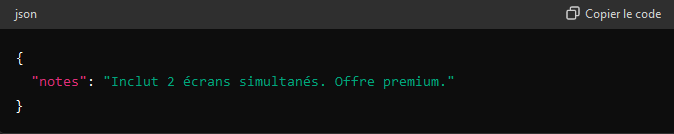 json Copier le code
{
"notes": "Inclut 2 écrans simultanés. Offre premium."
}